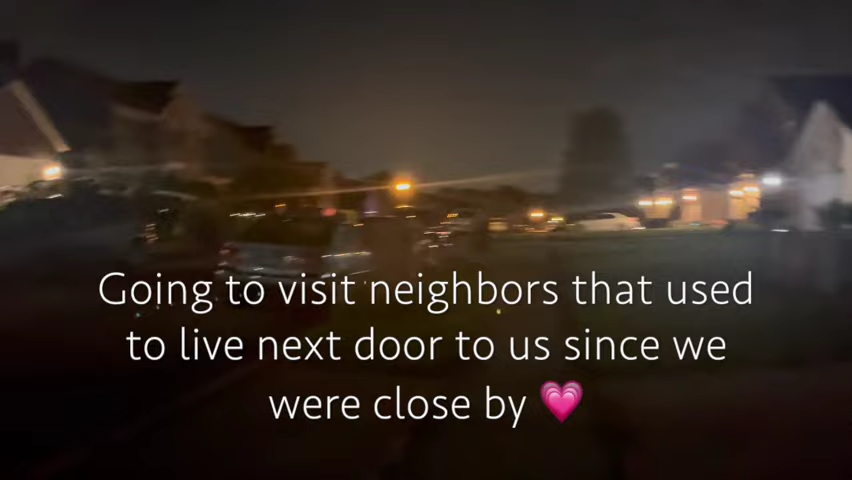 Going to visit neighbors that used
to live next door to us since we
were close by 💗